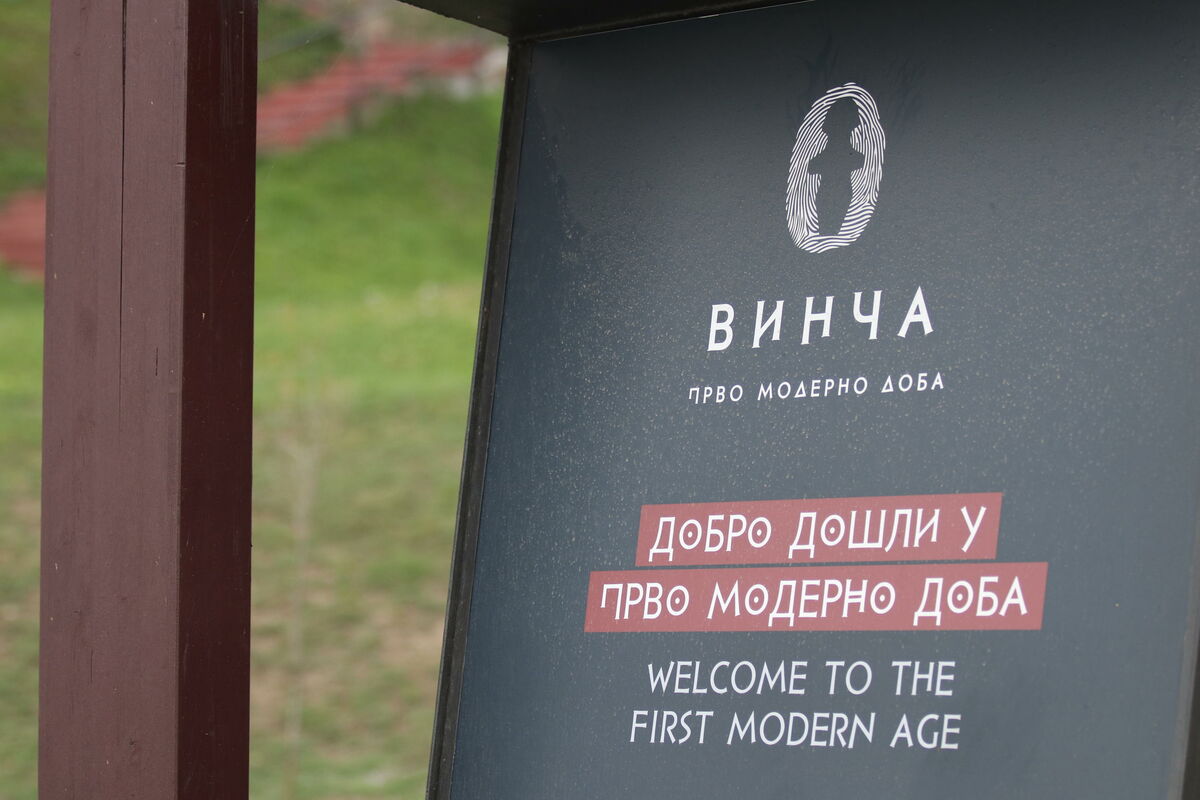 ВИНЧА
ПРВО МОДЕРНО ДОБА
ДОБРО ДОШЛИ У
ПРВО МОДЕРНО ДОБА
WELCOME TO THE
FIRST MODERN AGE